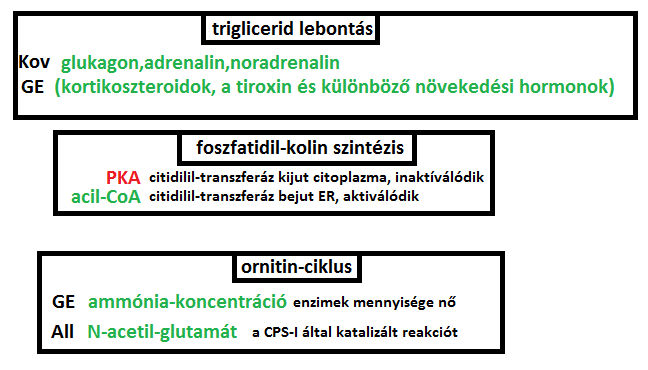 triglicerid lebontás
Kov glukagon,adrenalin,noradrenalin
GE (kortikoszteroidok, a tiroxin és különböző növekedési hormonok)
foszfatidil-kolin szintézis
PKA citidilil-transzferáz kijut citoplazma, inaktíválódik
acil-CoA citidilil-transzferáz bejut ER, aktiválódik
ornitin-ciklus
GE ammónia-koncentráció enzimek mennyisége nő
All N-acetil-glutamát a CPS-I által katalizált reakciót